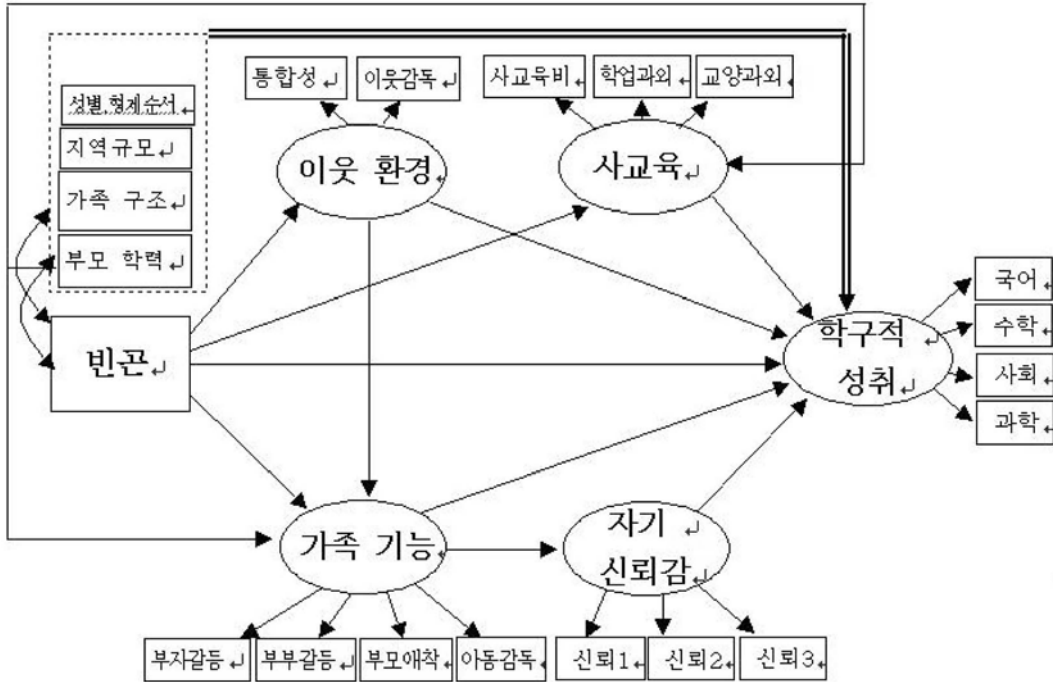 통합성
이웃감독
사교육비
학업과외
교양과외
성별,형제순서
지역규모
가족 구조
부모 학력
이웃 환경
사교육
빈곤
학구적
성취
국어
수학
사회
과학
가족 기능
자기
신뢰감
부자갈등
부부갈등
부모애착
아동감독
신뢰1
신뢰2
신뢰3